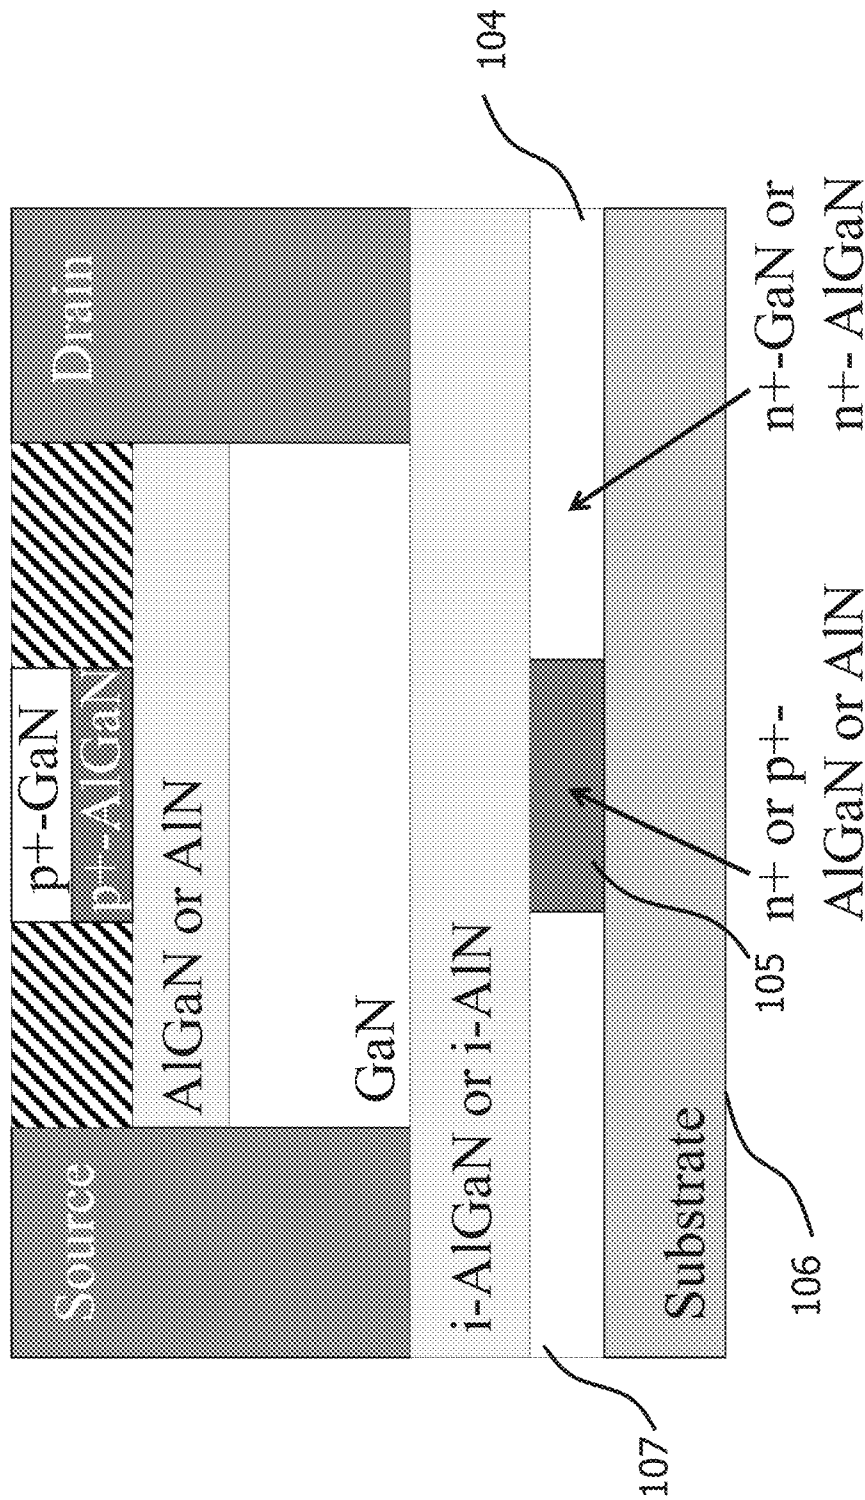 Source
Drain
p+-GaN
p+-AlGaN
AlGaN or AlN
GaN
i-AlGaN or i-AlN
Substrate
104
105
106
107
n+ or p+-
AlGaN or AlN
n+-GaN or
n+- AlGaN